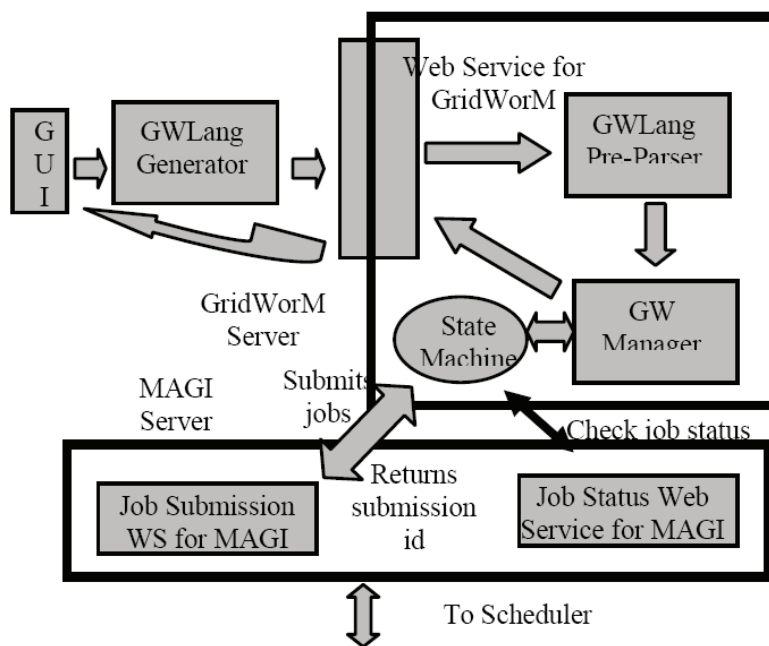 Web Service for
GridWorM
G
U
I
GWLang
Generator
GWLang
Pre-Parser
GridWorM
Server
State
Machine
GW
Manager
MAGI
Server
Submits
jobs
Check job status
Returns
submission
id
Job Submission
WS for MAGI
Job Status Web
Service for MAGI
To Scheduler